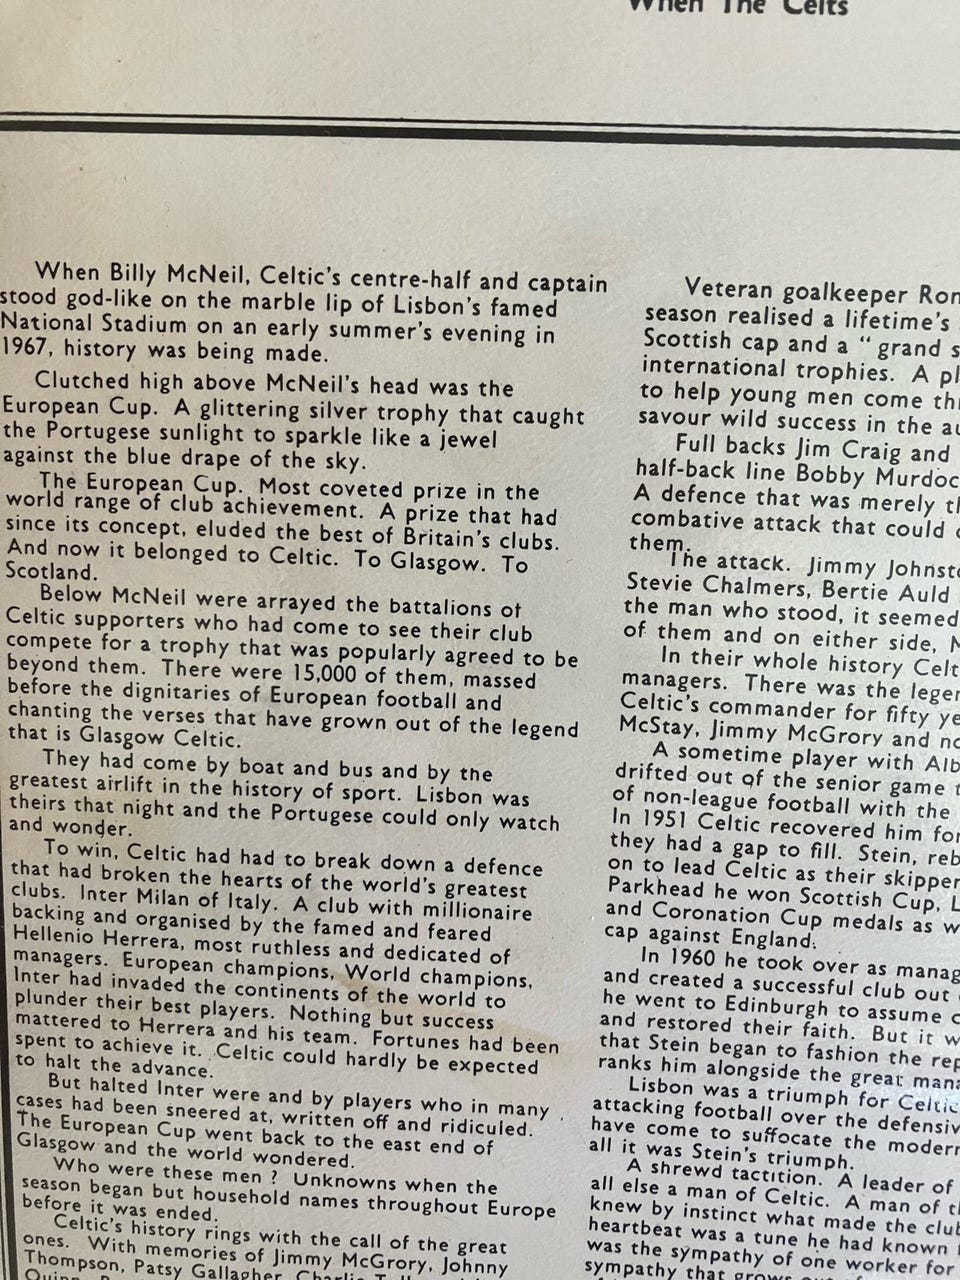 When The Celts
When Billy McNeil, Celtic's centre-half and captain
stood god-like on the marble lip of Lisbon's famed
National Stadium on an early summer's evening in
1967, history was being made.
Clutched high above McNeil's head was the
European Cup. A glittering silver trophy that caught
the Portugese sunlight to sparkle like a jewel
against the blue drape of the sky.
The European Cup. Most coveted prize in the
world range of club achievement. A prize that had
since its concept, eluded the best of Britain's clubs.
And now it belonged to Celtic. To Glasgow. To
Scotland.
Below McNeil were arrayed the battalions of
Celtic supporters who had come to see their club
compete for a trophy that was popularly agreed to be
beyond them. There were 15,000 of them, massed
before the dignitaries of European football and
chanting the verses that have grown out of the legend
that is Glasgow Celtic.
They had come by boat and bus and by the
greatest airlift in the history of sport. Lisbon was
theirs that night and the Portugese could only watch
and wonder.
To win, Celtic had had to break down a defence
that had broken the hearts of the world's greatest
clubs. Inter Milan of Italy. A club with millionaire
backing and organised by the famed and feared
Hellenio Herrera, most ruthless and dedicated of
managers. European champions, World champions,
Inter had invaded the continents of the world to
plunder their best players. Nothing but success
mattered to Herrera and his team. Fortunes had been
spent to achieve it. Celtic could hardly be expected
to halt the advance.
But halted Inter were and by players who in many
cases had been sneered at, written off and ridiculed.
The European Cup went back to the east end of
Glasgow and the world wondered.
Who were these men ? Unknowns when the
season began but household names throughout Europe
before it was ended.
Celtic's history rings with the call of the great
ones. With memories of Jimmy McGrory, Johnny
Thompson, Patsy Gallagher, Charlie
Veteran goalkeeper Ron
season realised a lifetime's
Scottish cap and a " grand s
international trophies. A pl
to help young men come thr
savour wild success in the au
Full backs Jim Craig and
half-back line Bobby Murdoc
A defence that was merely th
combative attack that could
them.
The attack. Jimmy Johnsto
Stevie Chalmers, Bertie Auld
the man who stood, it seemed
of them and on either side,
In their whole history Celt
managers. There was the leger
Celtic's commander for fifty ye
McStay, Jimmy McGrory and no
A sometime player with Alb
drifted out of the senior game t
of non-league football with the
In 1951 Celtic recovered him for
they had a gap to fill. Stein, reb
on to lead Celtic as their skipper
Parkhead he won Scottish Cup, L
and Coronation Cup medals as w
cap against England.
In 1960 he took over as manag
and created a successful club out
he went to Edinburgh to assume c
and restored their faith. But it w
that Stein began to fashion the rep
ranks him alongside the great mana
Lisbon was a triumph for Celtic
attacking football over the defensiv
have come to suffocate the modern
all it was Stein's triumph.
A shrewd tactition. A leader of
all else a man of Celtic. A man of th
knew by instinct what made the club
heartbeat was a tune he had known
was the sympathy of one worker for
sympathy that grows